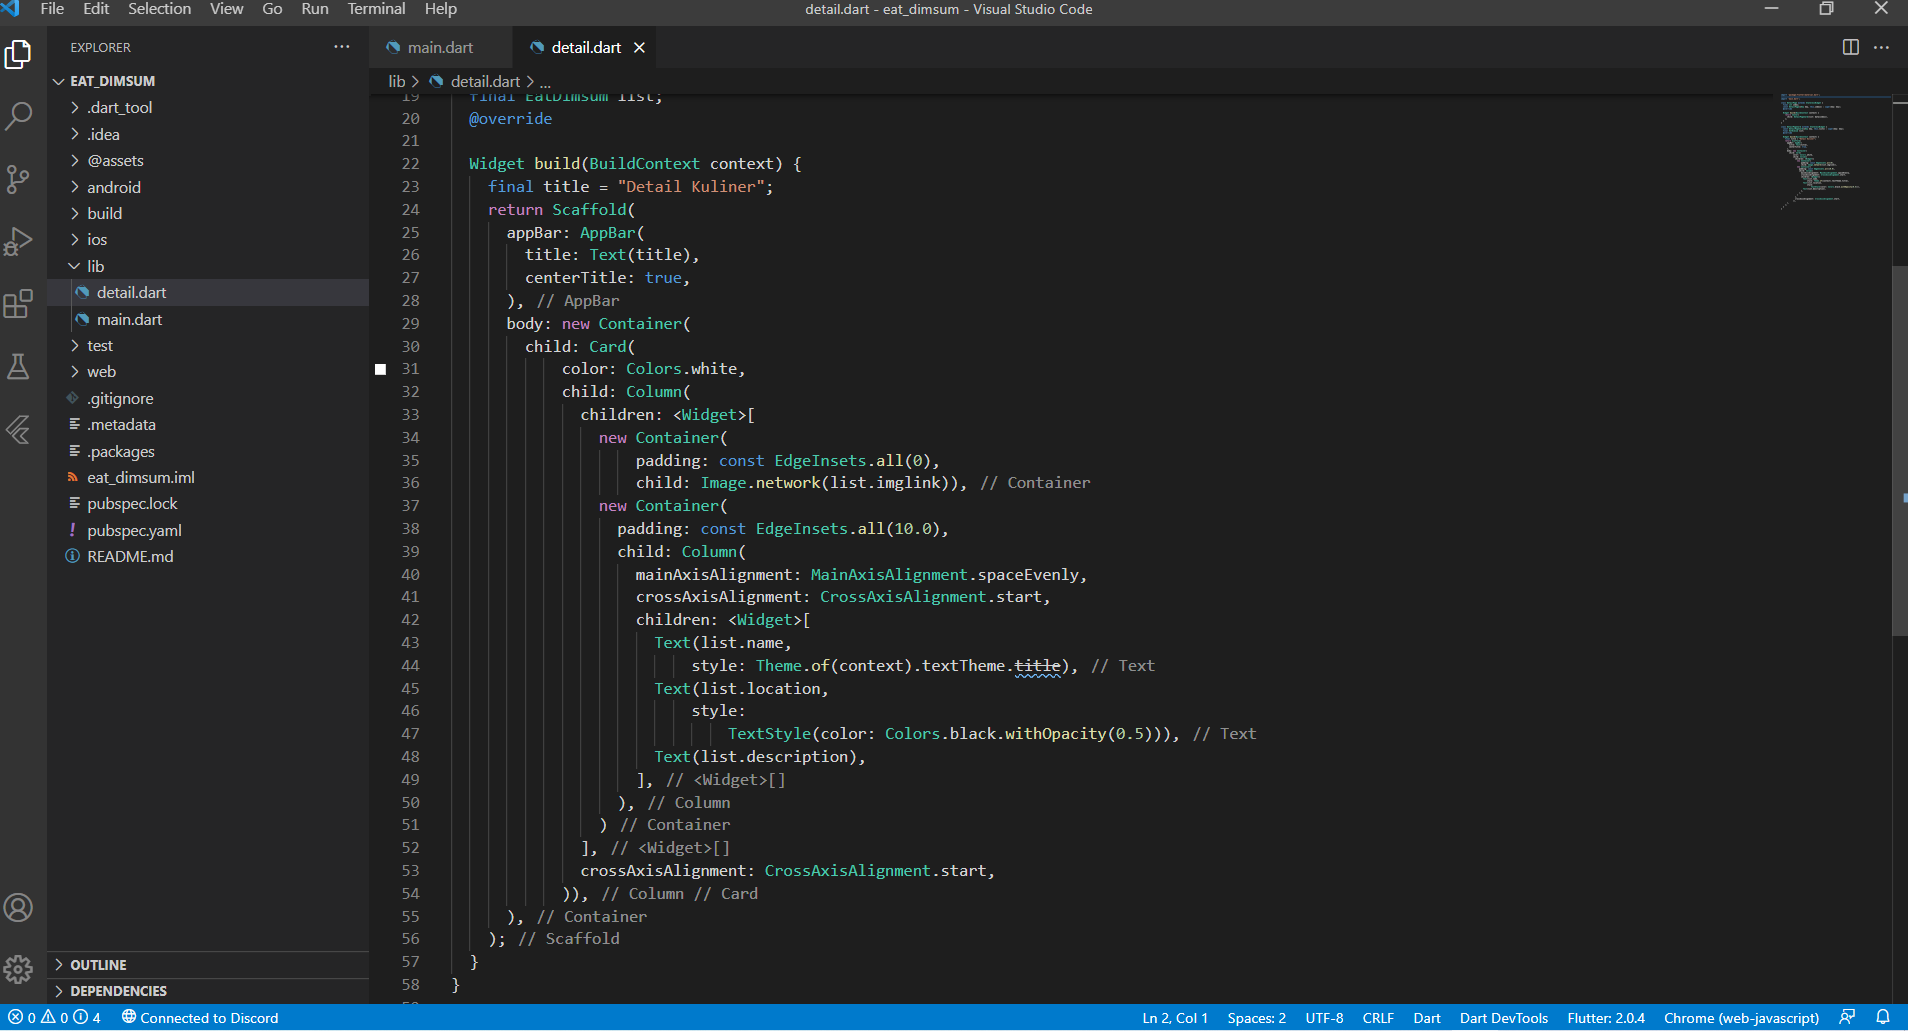 File Edit Selection View Go Run Terminal Help
detail.dart - eat_dimsum - Visual Studio Code
EXPLORER
EAT_DIMSUM
.dart_tool
.idea
@assets
android
build
ios
lib
detail.dart
main.dart
test
web
.gitignore
.metadata
.packages
eat_dimsum.iml
pubspec.lock
pubspec.yaml
README.md
OUTLINE
DEPENDENCIES
main.dart
detail.dart
lib > detail.dart > ...
19 final EatDimsum list;
20 @override
21
22 Widget build(BuildContext context) {
23 final title = "Detail Kuliner";
24 return Scaffold(
25 appBar: AppBar(
26 title: Text(title),
27 centerTitle: true,
28 ), // AppBar
29 body: new Container(
30 child: Card(
31 color: Colors.white,
32 child: Column(
33 children: <Widget>[
34 new Container(
35 padding: const EdgeInsets.all(0),
36 child: Image.network(list.imglink)), // Container
37 new Container(
38 padding: const EdgeInsets.all(10.0),
39 child: Column(
40 mainAxisAlignment: MainAxisAlignment.spaceEvenly,
41 crossAxisAlignment: CrossAxisAlignment.start,
42 children: <Widget>[
43 Text(list.name,
44 style: Theme.of(context).textTheme.title), // Text
45 Text(list.location,
46 style:
47 TextStyle(color: Colors.black.withOpacity(0.5))), // Text
48 Text(list.description),
49 ], // <Widget>[]
50 ), // Column
51 ) // Container
52 ], // <Widget>[]
53 crossAxisAlignment: CrossAxisAlignment.start,
54 )), // Column // Card
55 ), // Container
56 ); // Scaffold
57 }
58 }
0 0 4 Connected to Discord
Ln 2, Col 1 Spaces: 2 UTF-8 CRLF Dart Dart DevTools Flutter: 2.0.4 Chrome (web-javascript)